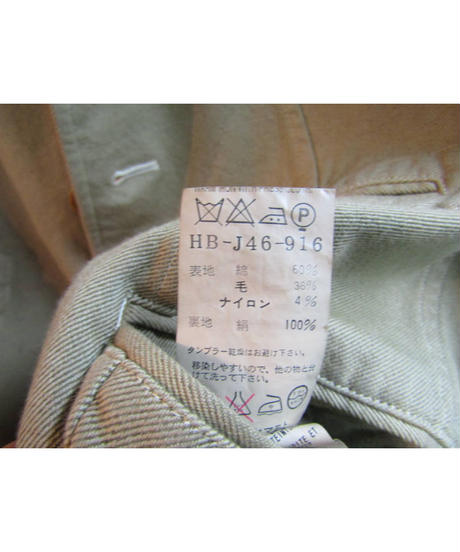 P
HB-J46-916
表地 綿 60%
毛 36%
ナイロン 4%
裏地 絹 100%
タンブラー乾燥はお避け下さい。
移染しやすいので、他の物と分
けて洗って下さい。
ET